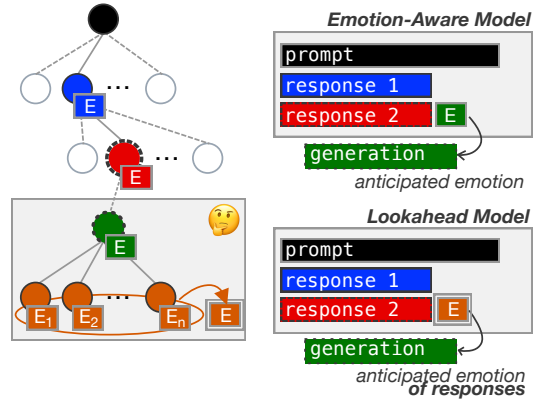 Emotion-Aware Model
prompt
response 1
response 2 E
generation
anticipated emotion
... 
E
...
E
E
E1 E2 ... En E
Lookahead Model
prompt
response 1
response 2 E
generation
anticipated emotion
of responses